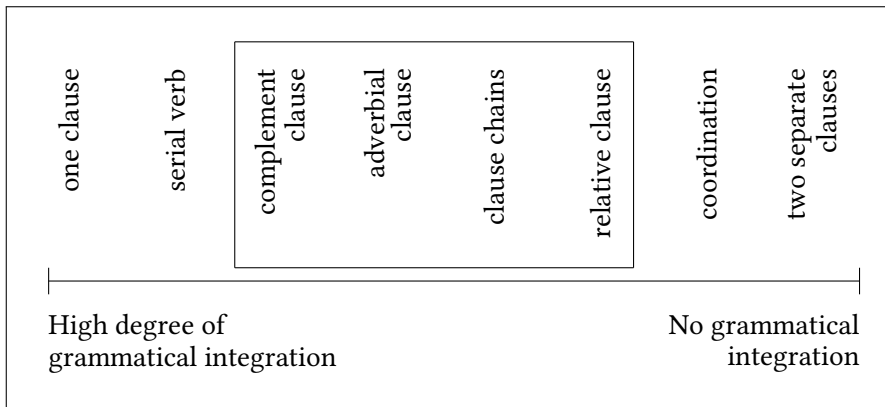 one clause
serial verb
complement
clause
adverbial
clause
clause chains
relative clause
coordination
two separate
clauses
High degree of
grammatical integration
No grammatical
integration